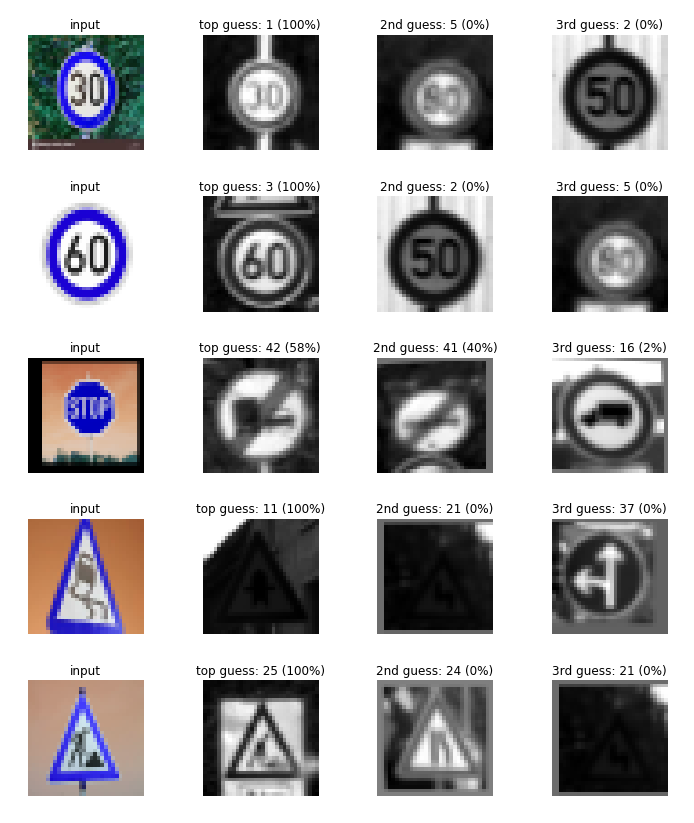 input top guess: 1 (100%) 2nd guess: 5 (0%) 3rd guess: 2 (0%)
30 30 80 50
input top guess: 3 (100%) 2nd guess: 2 (0%) 3rd guess: 5 (0%)
60 60 50 80
input top guess: 42 (58%) 2nd guess: 41 (40%) 3rd guess: 16 (2%)
STOP
input top guess: 11 (100%) 2nd guess: 21 (0%) 3rd guess: 37 (0%)
input top guess: 25 (100%) 2nd guess: 24 (0%) 3rd guess: 21 (0%)